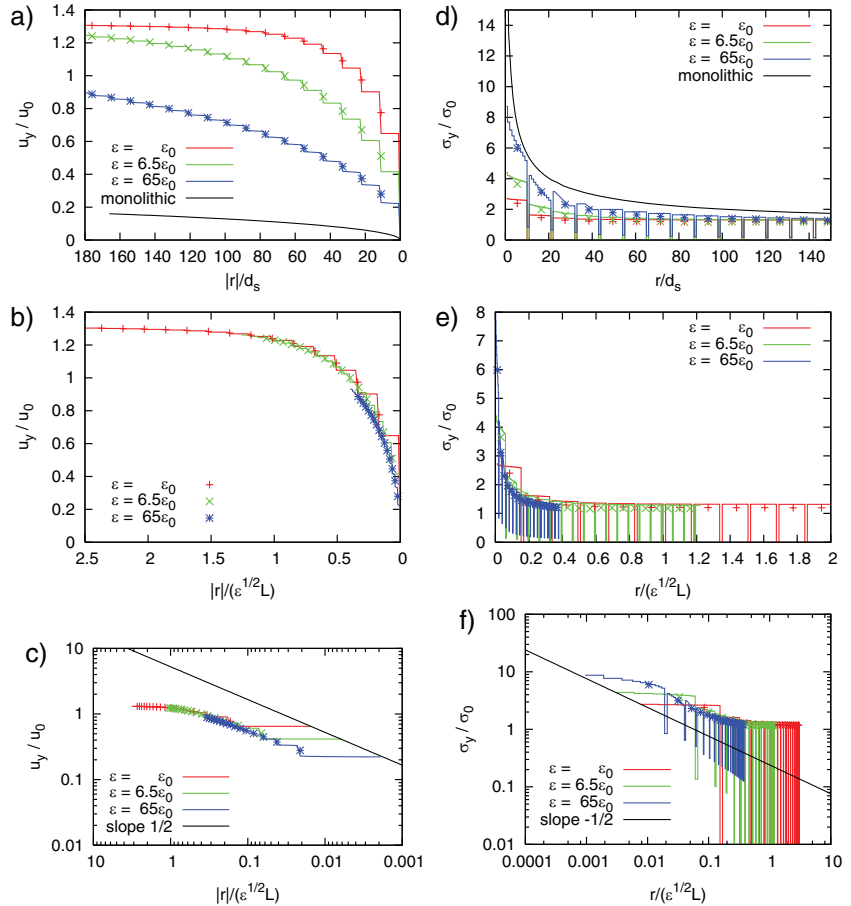 a)
u_y / u_0
1.4
1.2
1
0.8
0.6
0.4
0.2
0
ε = ε_0
ε = 6.5ε_0
ε = 65ε_0
monolithic
180 160 140 120 100 80 60 40 20 0
|r|/d_s
d)
σ_y / σ_0
14
12
10
8
6
4
2
0
ε = ε_0
ε = 6.5ε_0
ε = 65ε_0
monolithic
0 20 40 60 80 100 120 140
r/d_s
b)
u_y / u_0
1.4
1.2
1
0.8
0.6
0.4
0.2
0
ε = ε_0
ε = 6.5ε_0
ε = 65ε_0
2.5 2 1.5 1 0.5 0
|r|/(ε^{1/2}L)
e)
σ_y / σ_0
8
7
6
5
4
3
2
1
0
ε = ε_0
ε = 6.5ε_0
ε = 65ε_0
0 0.2 0.4 0.6 0.8 1 1.2 1.4 1.6 1.8 2
r/(ε^{1/2}L)
c)
u_y / u_0
10
1
0.1
0.01
ε = ε_0
ε = 6.5ε_0
ε = 65ε_0
slope 1/2
10 1 0.1 0.01 0.001
|r|/(ε^{1/2}L)
f)
σ_y / σ_0
100
10
1
0.1
0.01
ε = ε_0
ε = 6.5ε_0
ε = 65ε_0
slope -1/2
0.0001 0.001 0.01 0.1 1 10
r/(ε^{1/2}L)